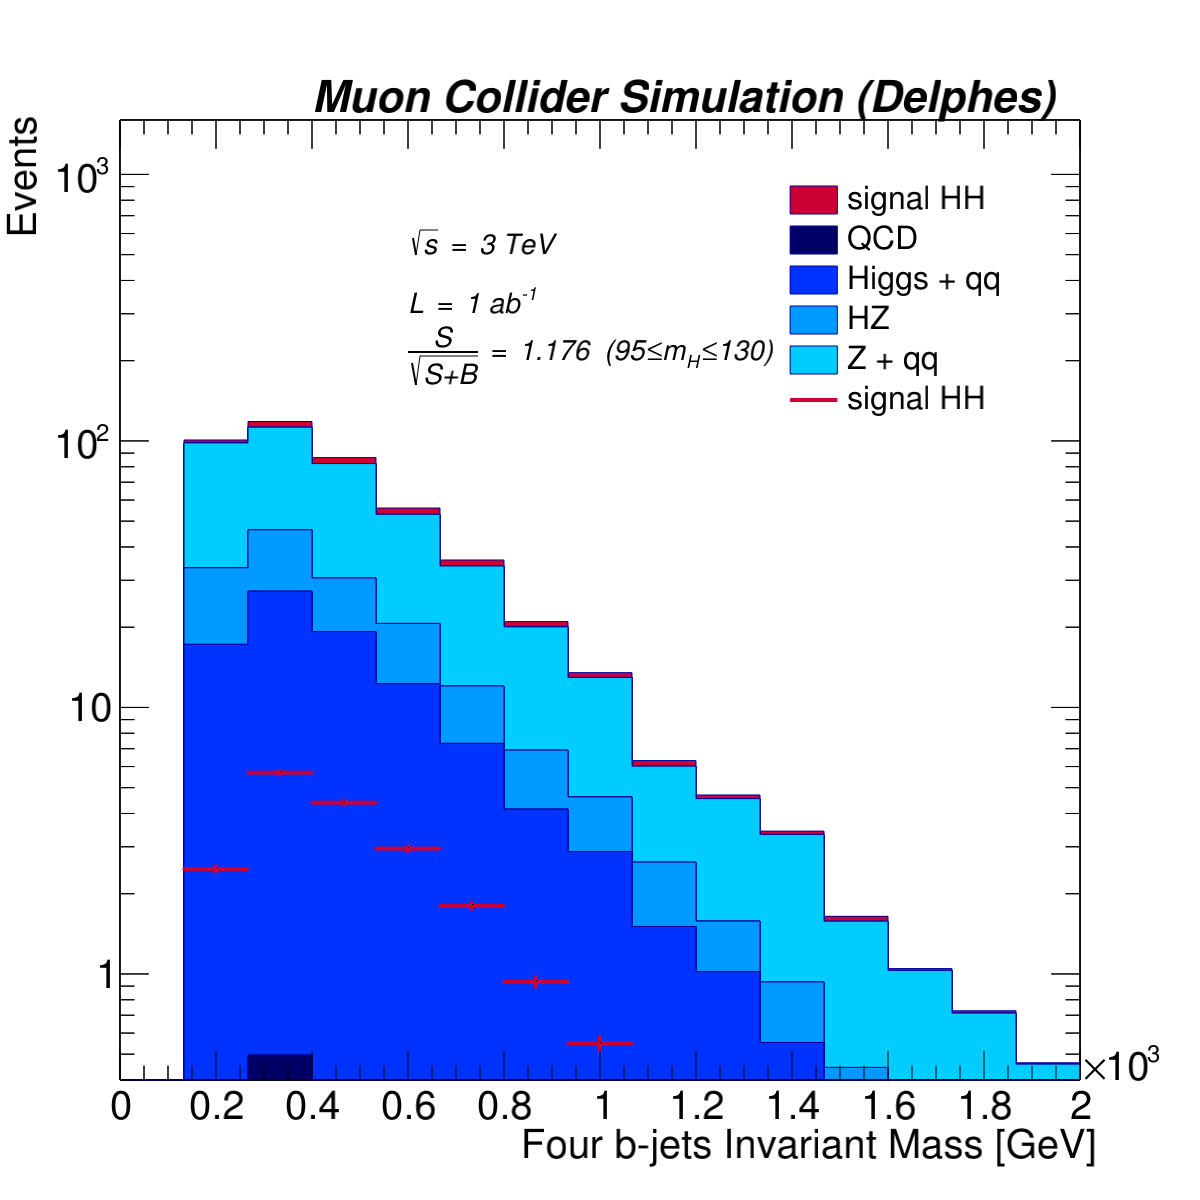 Muon Collider Simulation (Delphes)
Events
10³
10²
10
1
√s = 3 TeV
L = 1 ab⁻¹
S/√S+B = 1.176 (95≤m_H≤130)
signal HH
QCD
Higgs + qq
HZ
Z + qq
signal HH
0 0.2 0.4 0.6 0.8 1 1.2 1.4 1.6 1.8 2
×10³
Four b-jets Invariant Mass [GeV]